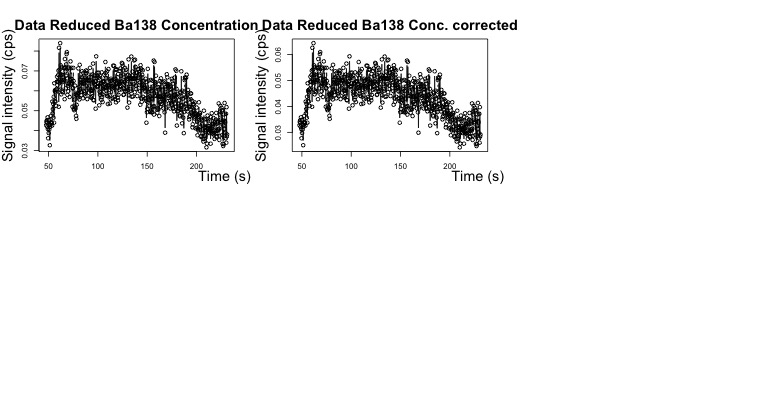 Data Reduced Ba138 Concentration
Signal intensity (cps)
0.03 0.05 0.07
50 100 150 200
Time (s)
Data Reduced Ba138 Conc. corrected
Signal intensity (cps)
0.03 0.04 0.05 0.06
50 100 150 200
Time (s)